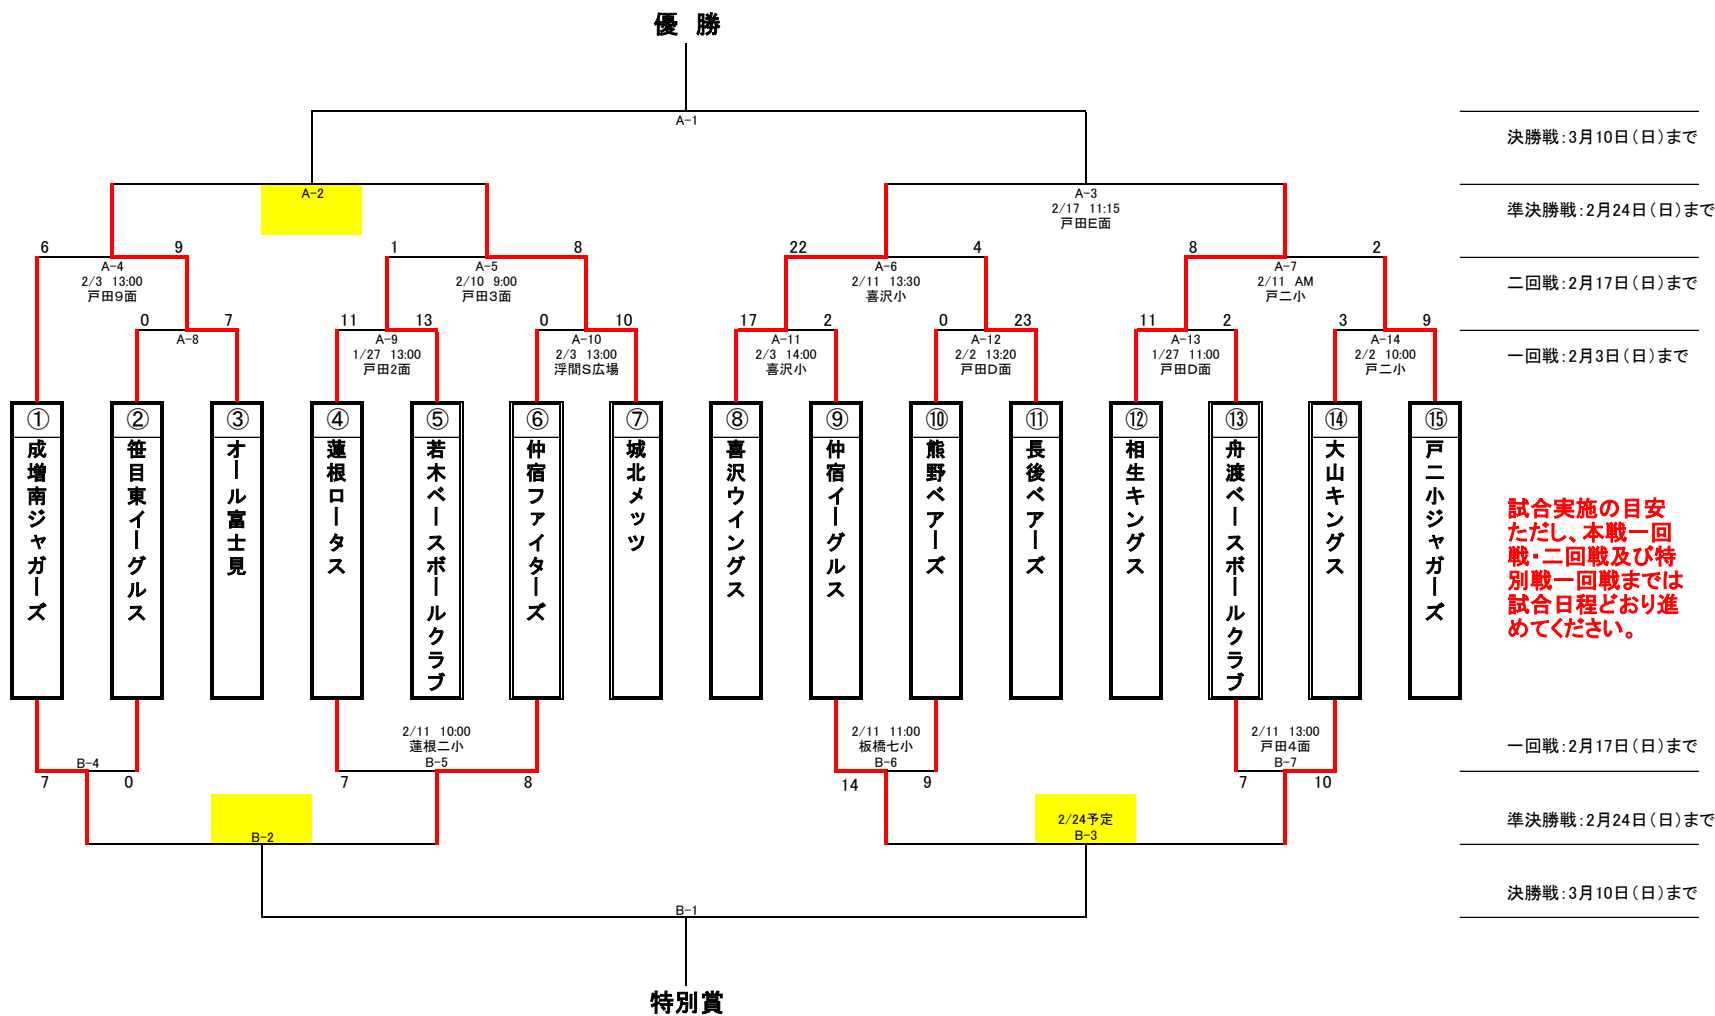 優 勝
A-1
決勝戦：3月10日（日）まで
A-2
A-3
2/17 11:15
戸田E面
準決勝戦：2月24日（日）まで
6 9 1 8 22 4 8 2
A-4
2/3 13:00
戸田9面
A-5
2/10 9:00
戸田3面
A-6
2/11 13:30
喜沢小
A-7
2/11 AM
戸二小
二回戦：2月17日（日）まで
0 7 11 13 0 10 17 2 0 23 11 2 3 9
A-8
A-9
1/27 13:00
戸田2面
A-10
2/3 13:00
浮間S広場
A-11
2/3 14:00
喜沢小
A-12
2/2 13:20
戸田D面
A-13
1/27 11:00
戸田D面
A-14
2/2 10:00
戸二小
一回戦：2月3日（日）まで
① 成増南ジャガーズ
② 笹目東イーグルス
③ オール富士見
④ 蓮根ロータス
⑤ 若木ベースボールクラブ
⑥ 仲宿ファイターズ
⑦ 城北メッツ
⑧ 喜沢ウイングス
⑨ 仲宿イーグルス
⑩ 熊野ベアーズ
⑪ 長後ベアーズ
⑫ 相生キングス
⑬ 舟渡ベースボールクラブ
⑭ 大山キングス
⑮ 戸二小ジャガーズ
試合実施の目安
ただし、本戦一回
戦・二回戦及び特
別戦一回戦までは
試合日程どおり進
めてください。
B-4
2/11 10:00
蓮根二小
B-5
2/11 11:00
板橋七小
B-6
2/11 13:00
戸田4面
B-7
一回戦：2月17日（日）まで
7 0 7 8 14 9 7 10
B-2
2/24予定
B-3
準決勝戦：2月24日（日）まで
B-1
決勝戦：3月10日（日）まで
特別賞